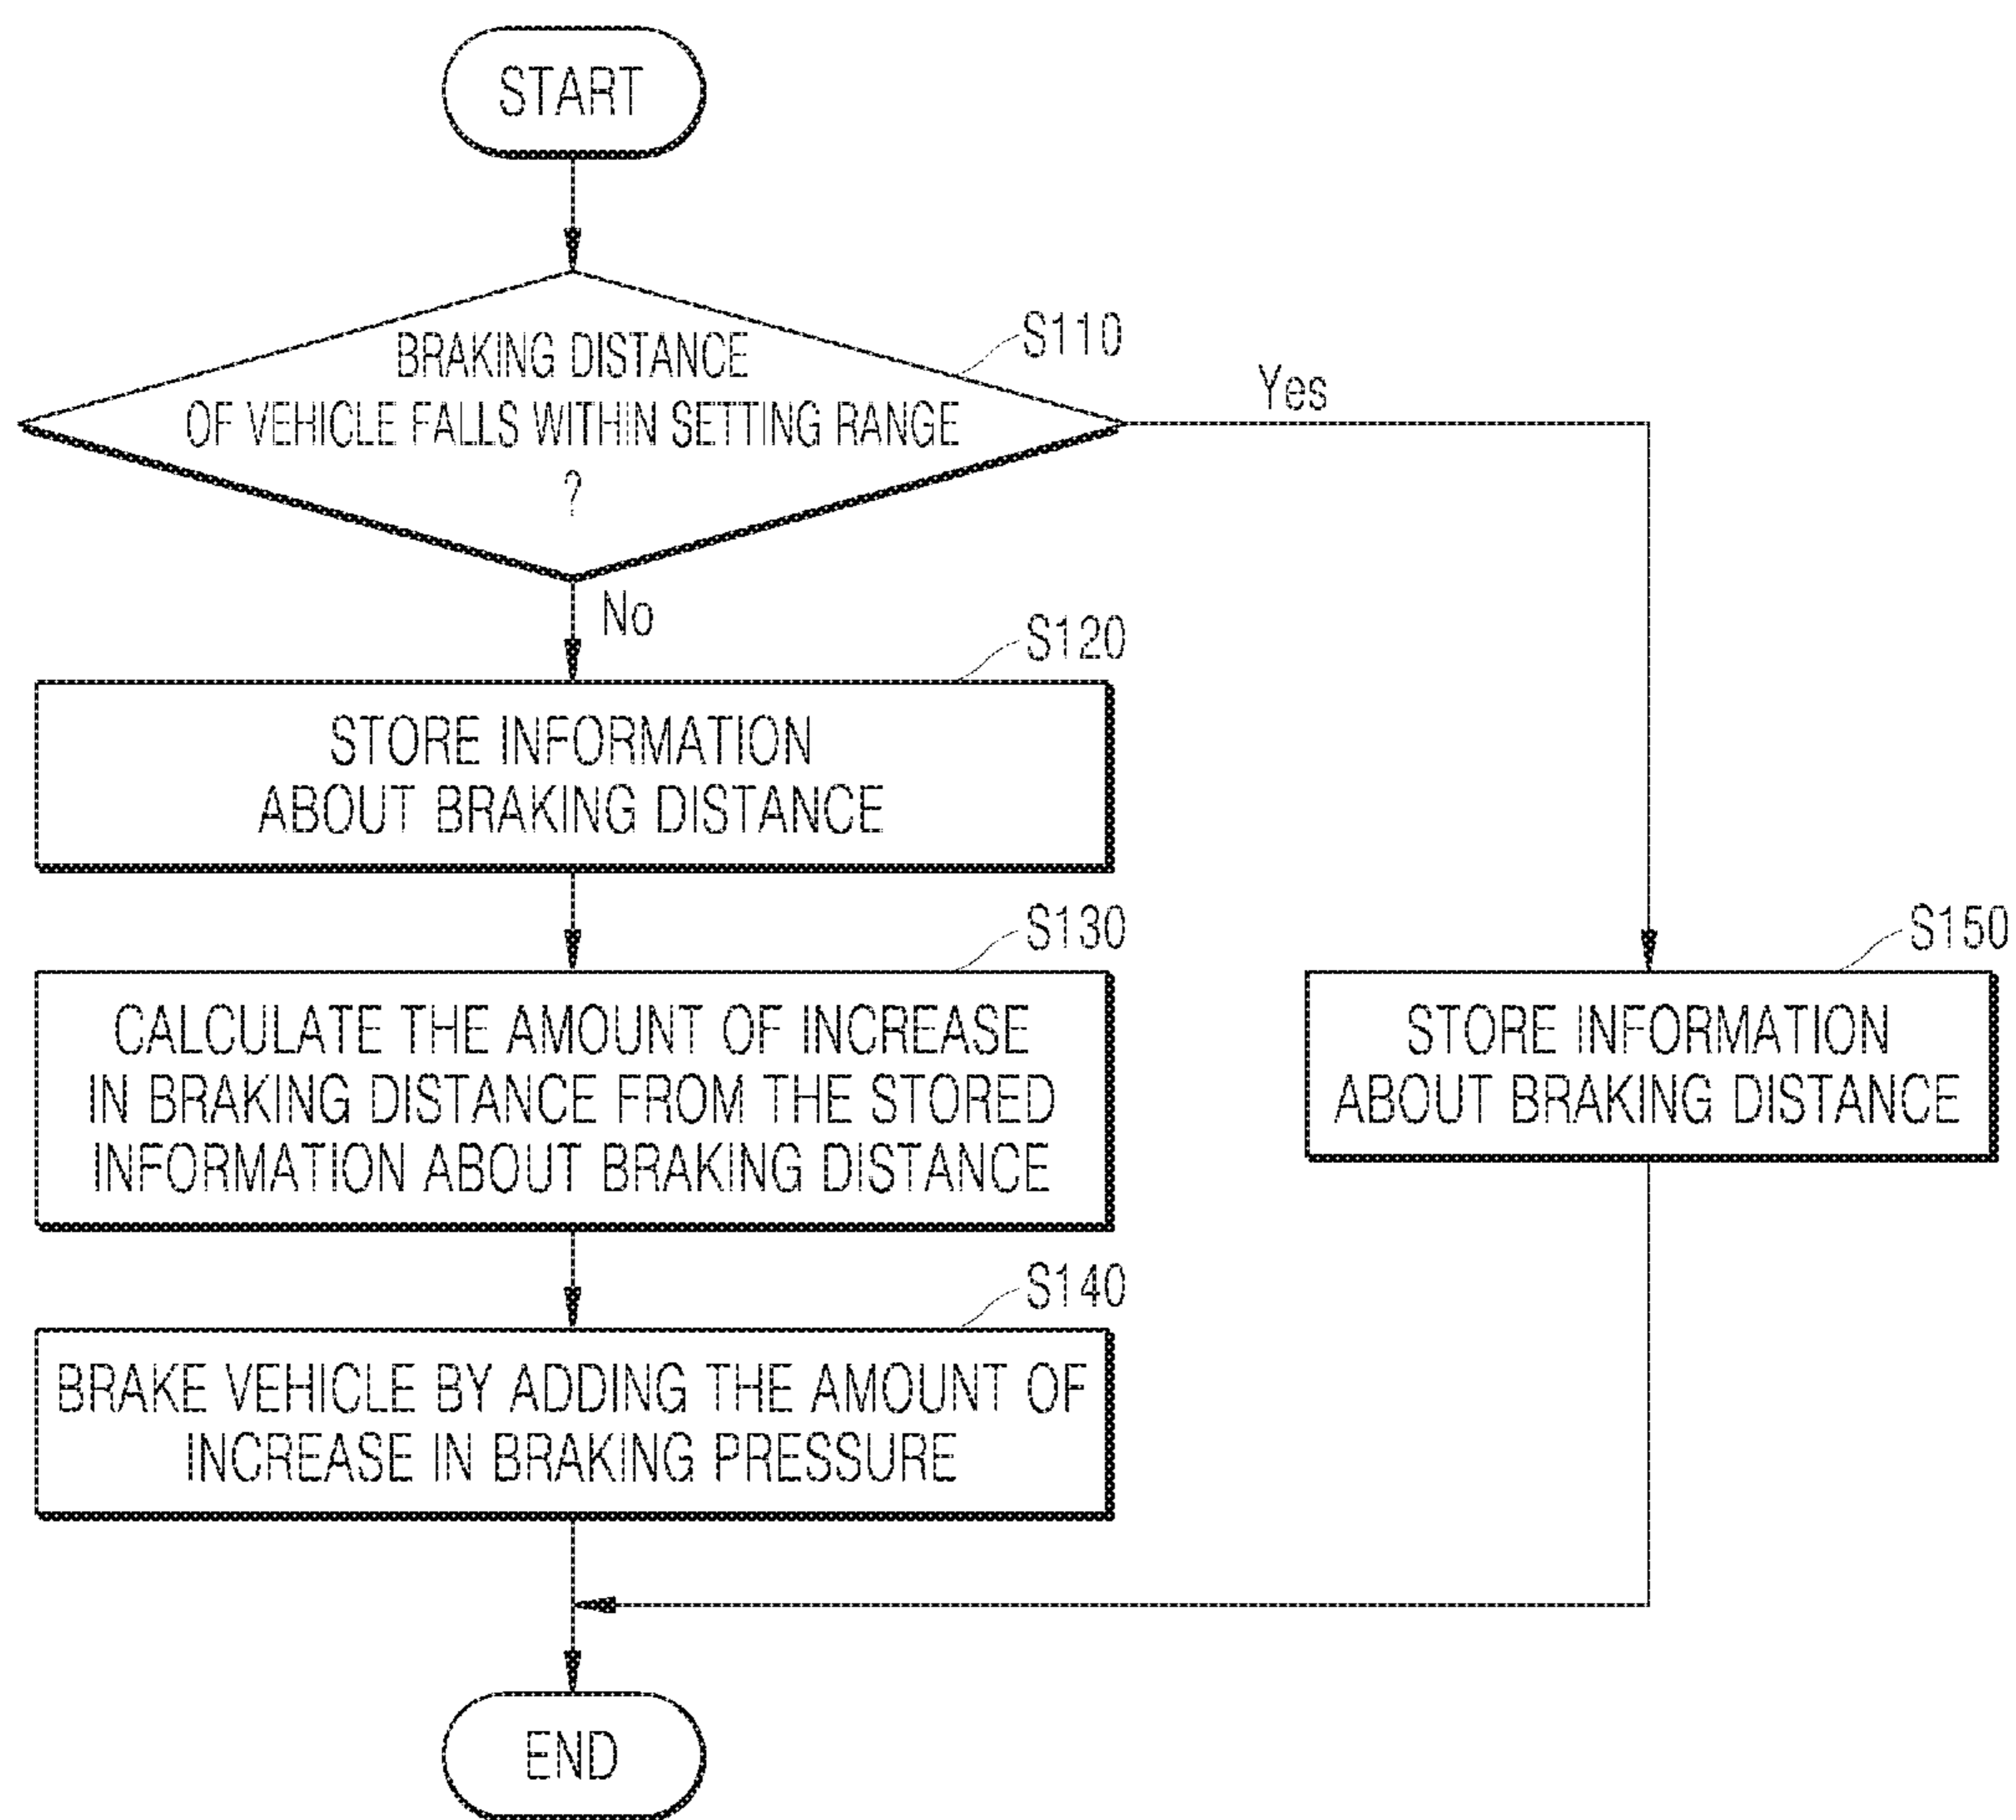 START
BRAKING DISTANCE
OF VEHICLE FALLS WITHIN SETTING RANGE
?
S110
Yes
No
S120
STORE INFORMATION
ABOUT BRAKING DISTANCE
S130
CALCULATE THE AMOUNT OF INCREASE
IN BRAKING DISTANCE FROM THE STORED
INFORMATION ABOUT BRAKING DISTANCE
S150
STORE INFORMATION
ABOUT BRAKING DISTANCE
S140
BRAKE VEHICLE BY ADDING THE AMOUNT OF
INCREASE IN BRAKING PRESSURE
END